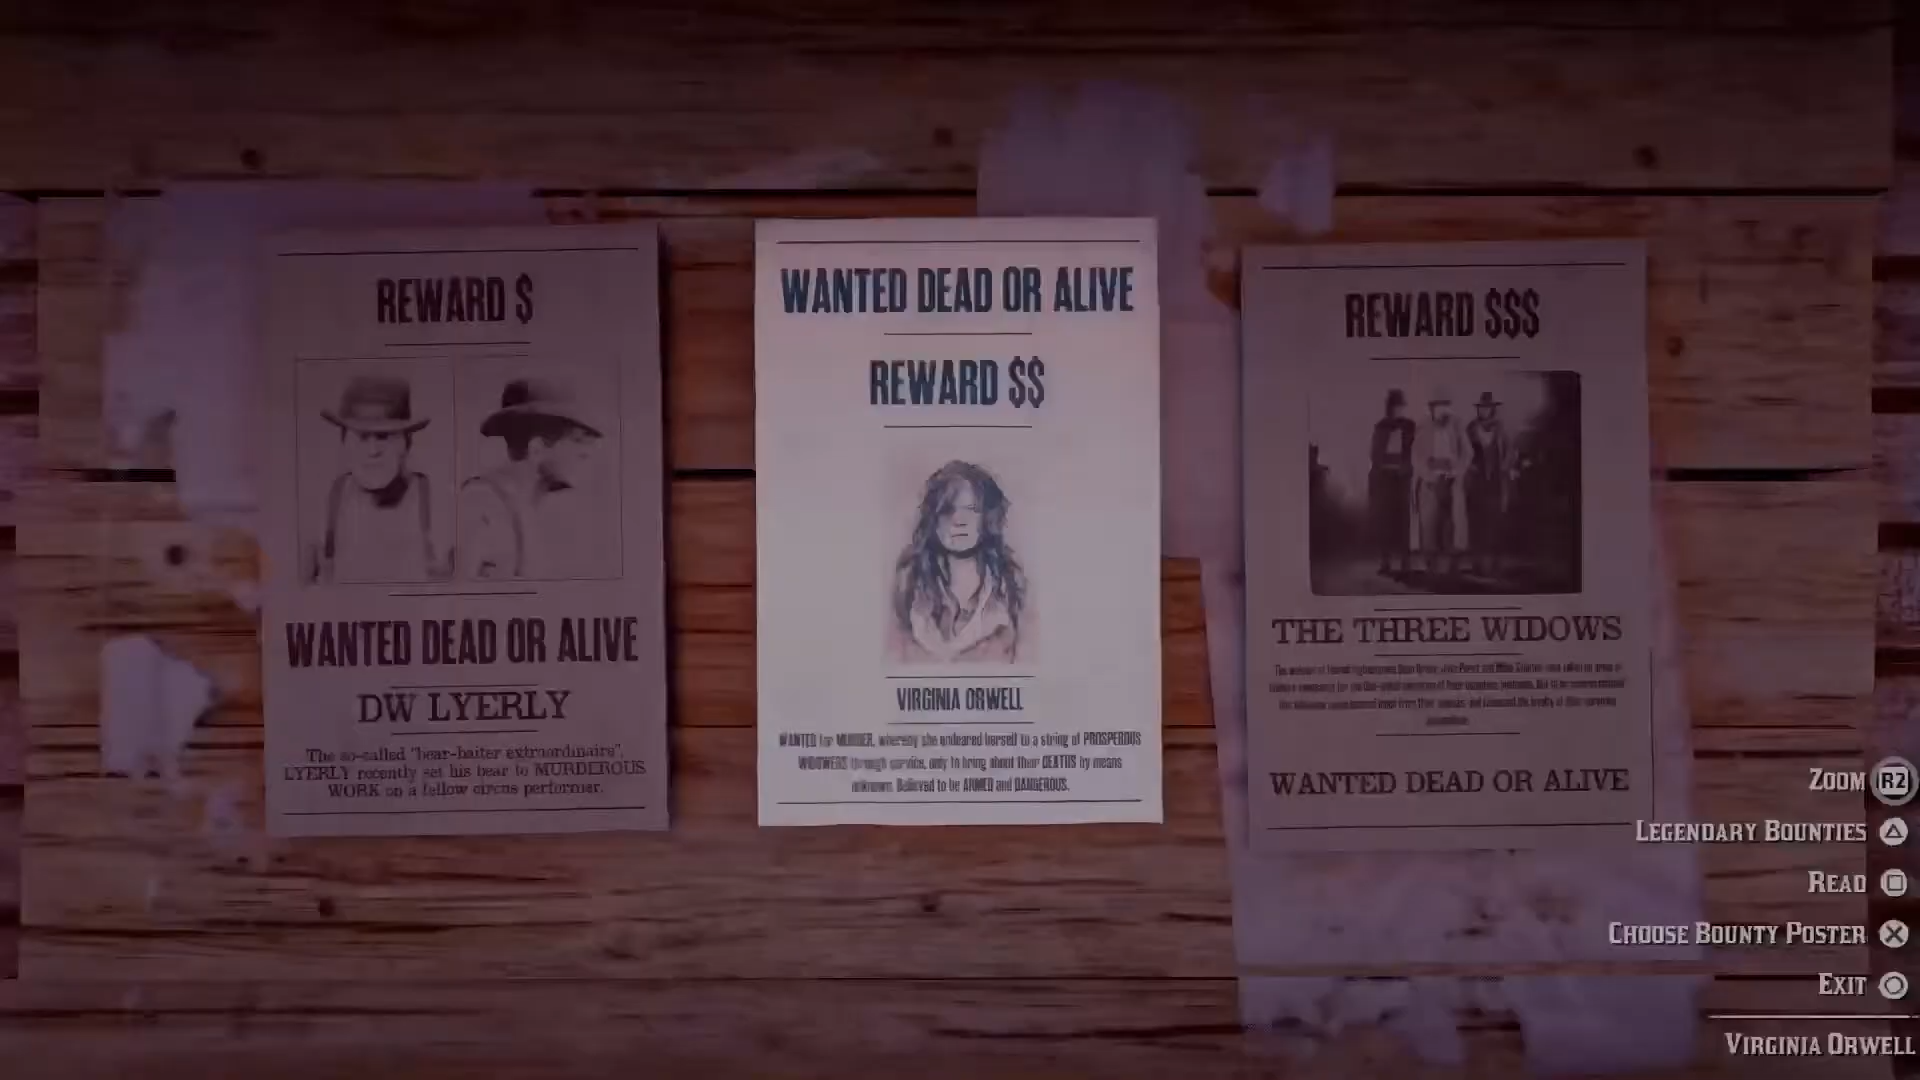 REWARD $
WANTED DEAD OR ALIVE
DW LYERLY
The so-called "bear-baiter extraordinaire",
LYERLY recently set his bear to MURDEROUS
WORK on a fellow circus performer.
WANTED DEAD OR ALIVE
REWARD $$
VIRGINIA ORWELL
WANTED for MURDER, whereby she endeared herself to a string of PROSPEROUS
WIDOWERS through service, only to bring about their DEATHS by means
unknown. Believed to be ARMED and DANGEROUS.
REWARD $$$
THE THREE WIDOWS
WANTED DEAD OR ALIVE
ZOOM R2
LEGENDARY BOUNTIES
READ
CHOOSE BOUNTY POSTER
EXIT
VIRGINIA ORWELL